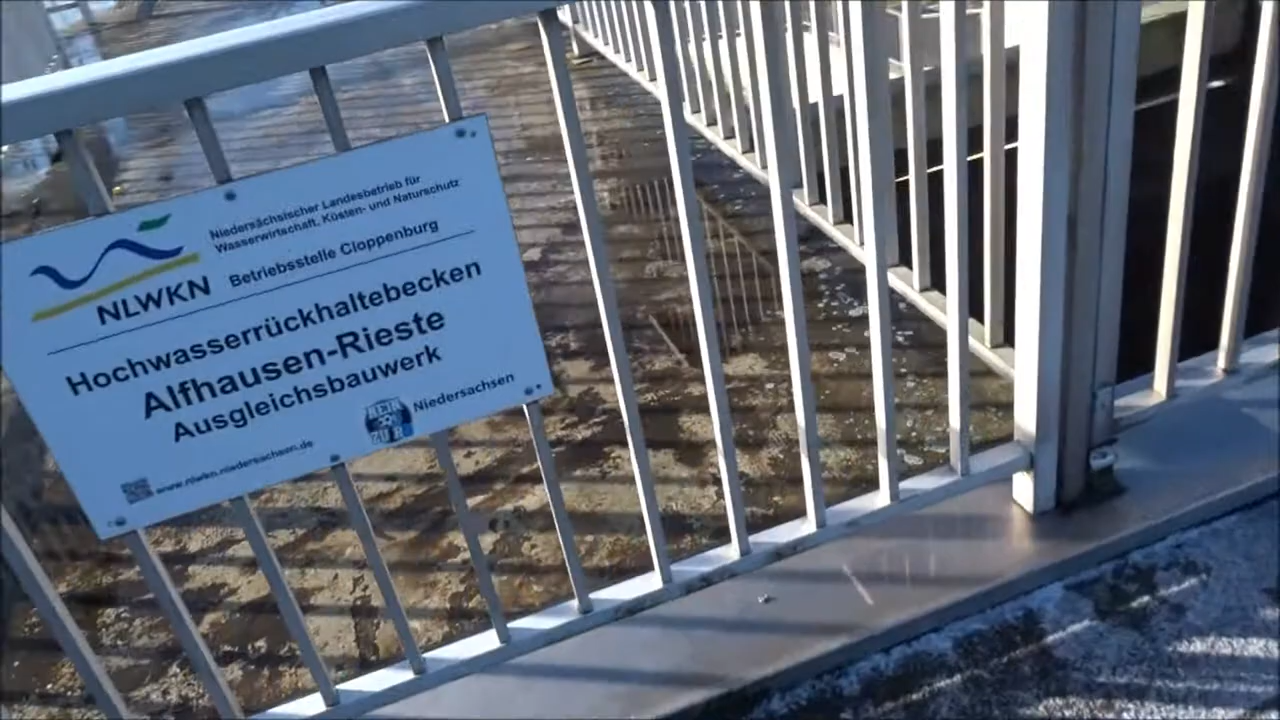 Niedersächsischer Landesbetrieb für
Wasserwirtschaft, Küsten- und Naturschutz
Betriebsstelle Cloppenburg
NLWKN
Hochwasserrückhaltebecken
Alfhausen-Rieste
Ausgleichsbauwerk
Niedersachsen
www.nlwkn.niedersachsen.de